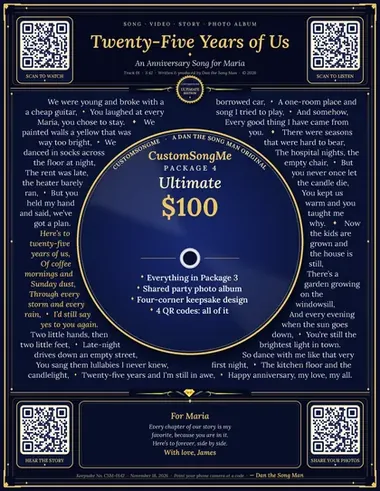 SONG · VIDEO · STORY · PHOTO ALBUM
Twenty-Five Years of Us
An Anniversary Song for Maria
Track 01 · 3:42 · Written & produced by Dan the Song Man · © 2026
SCAN TO WATCH
SCAN TO LISTEN
ULTIMATE
EDITION
We were young and broke with a
a cheap guitar, • You laughed at every
Maria, you chose to stay. • We
painted walls a yellow that was
way too bright, • We
danced in socks across
the floor at night,
The rent was late,
the heater barely
ran, • But you
held my hand
and said, we've
got a plan.
Here's to
twenty-five
years of us,
Of coffee
mornings and
Sunday dust,
Through every
storm and every
rain, • I'd still say
yes to you again.
Two little hands, then
two little feet, • Late-night
drives down an empty street,
You sang them lullabies I never knew,
candlelight, • Twenty-five years and I'm still in awe,
borrowed car, • A one-room place and
song I tried to play, • And somehow,
Every good thing I have came from
you. • There were seasons
that were hard to bear,
The hospital nights, the
empty chair, • But
you never once let
the candle die,
You kept us
warm and you
taught me
why. • Now
the kids are
grown and
the house is
still,
There's a
garden growing
on the
windowsill,
And every evening
when the sun goes
down, • You're still the
brightest light in town.
So dance with me like that very
first night, • The kitchen floor and the
• Happy anniversary, my love, my all.
CUSTOMSONGME · A DAN THE SONG MAN ORIGINAL
CustomSongMe
PACKAGE 4
Ultimate
$100
• Everything in Package 3
• Shared party photo album
• Four-corner keepsake design
• 4 QR codes: all of it
HEAR THE STORY
For Maria
Every chapter of our story is my
favorite, because you are in it.
Here's to forever, side by side.
With love, James
SHARE YOUR PHOTOS
— Dan the Song Man